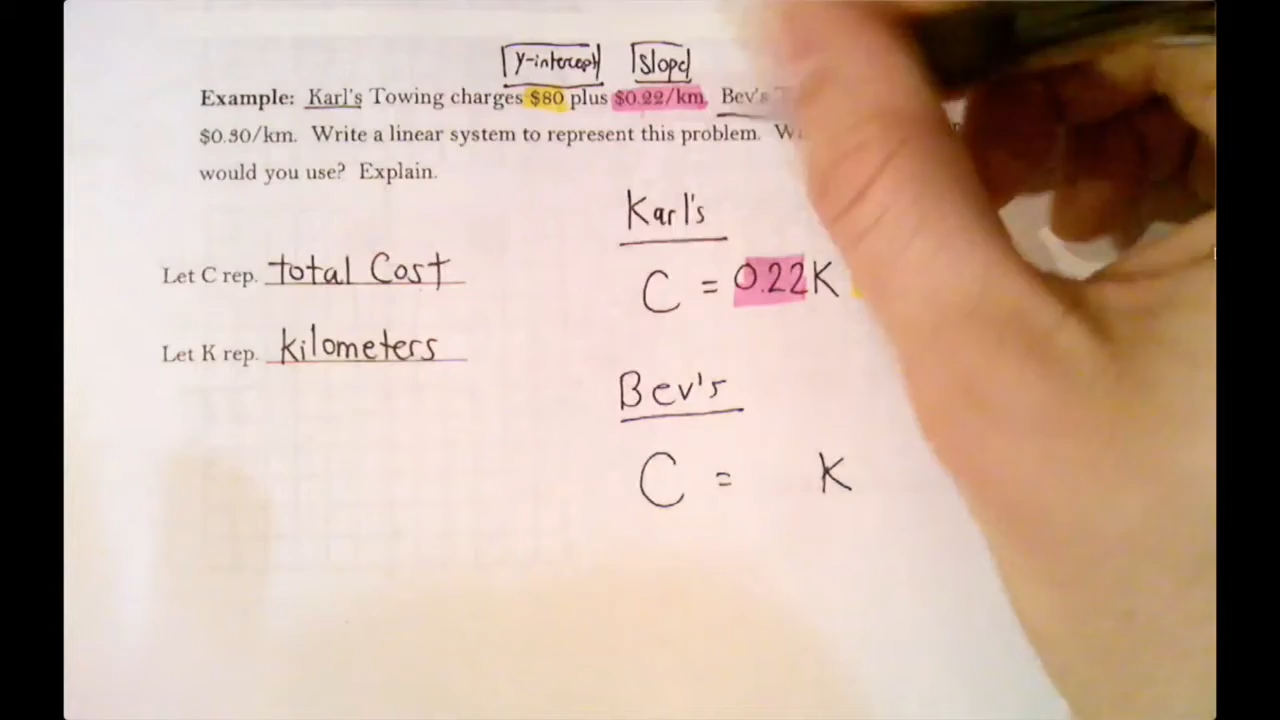 y-intercept slope
Example: Karl's Towing charges $80 plus $0.22/km. Bev's
$0.30/km. Write a linear system to represent this problem.
would you use? Explain.
Karl's
Let C rep. total Cost
C = 0.22K
Let K rep. kilometers
Bev's
C = K